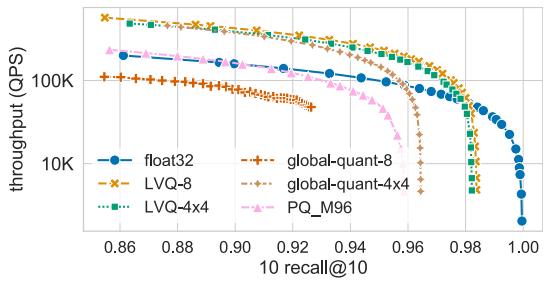 throughput (QPS)
100K
10K
float32
LVQ-8
LVQ-4x4
global-quant-8
global-quant-4x4
PQ_M96
0.86 0.88 0.90 0.92 0.94 0.96 0.98 1.00
10 recall@10